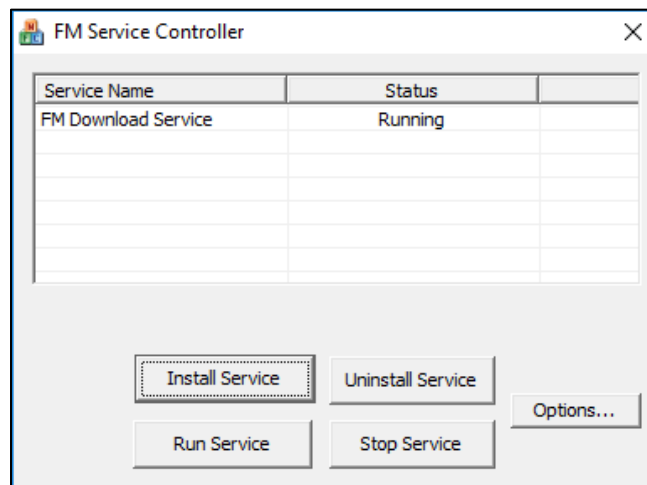 FM Service Controller
Service Name Status
FM Download Service Running
Install Service Uninstall Service
Options...
Run Service Stop Service